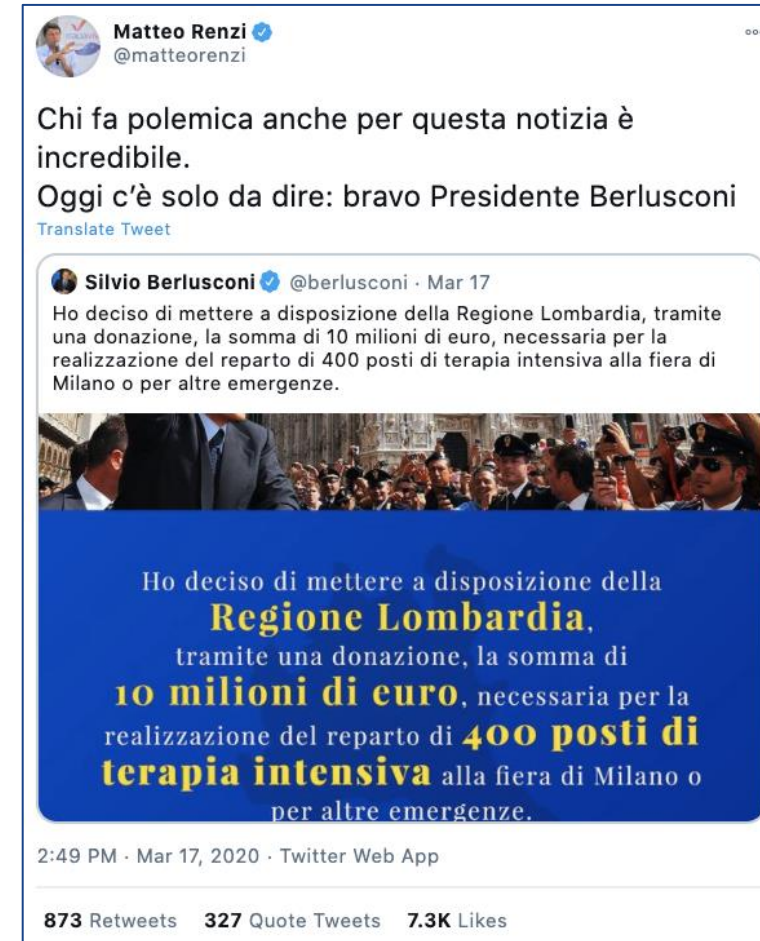 Matteo Renzi
@matteorenzi
Chi fa polemica anche per questa notizia è
incredibile.
Oggi c'è solo da dire: bravo Presidente Berlusconi
Translate Tweet
Silvio Berlusconi @berlusconi · Mar 17
Ho deciso di mettere a disposizione della Regione Lombardia, tramite
una donazione, la somma di 10 milioni di euro, necessaria per la
realizzazione del reparto di 400 posti di terapia intensiva alla fiera di
Milano o per altre emergenze.
Ho deciso di mettere a disposizione della
Regione Lombardia,
tramite una donazione, la somma di
10 milioni di euro, necessaria per la
realizzazione del reparto di 400 posti di
terapia intensiva alla fiera di Milano o
per altre emergenze.
2:49 PM · Mar 17, 2020 · Twitter Web App
873 Retweets 327 Quote Tweets 7.3K Likes